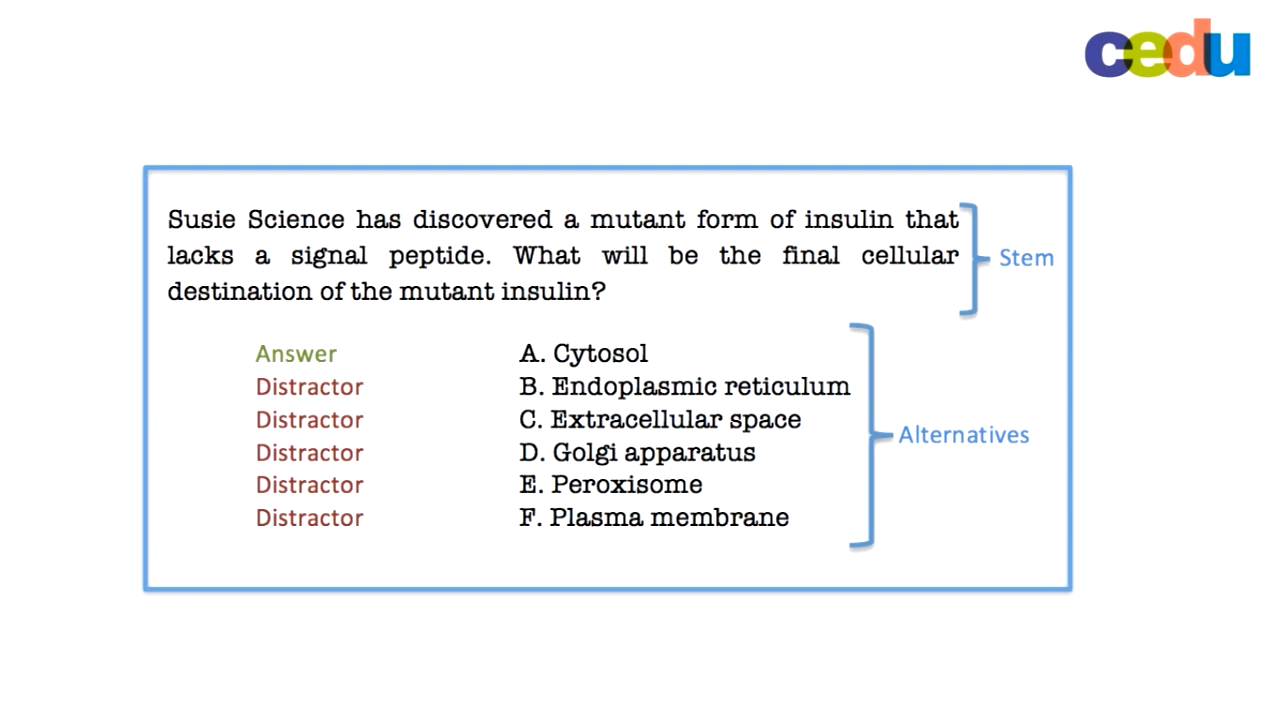 cedu
Susie Science has discovered a mutant form of insulin that
lacks a signal peptide. What will be the final cellular
destination of the mutant insulin?
Stem
Answer A. Cytosol
Distractor B. Endoplasmic reticulum
Distractor C. Extracellular space
Distractor D. Golgi apparatus
Distractor E. Peroxisome
Distractor F. Plasma membrane
Alternatives